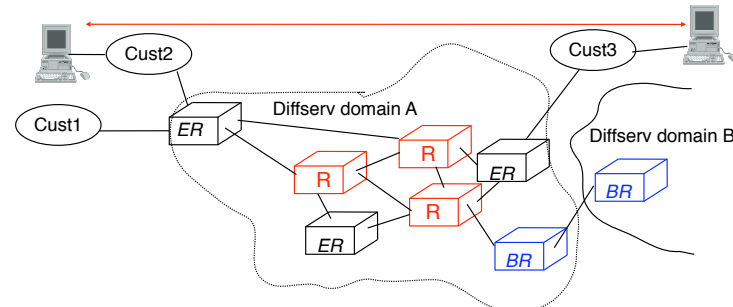 Cust2
Cust3
Cust1
ER
Diffserv domain A
Diffserv domain B
R
R
ER
BR
R
ER
BR